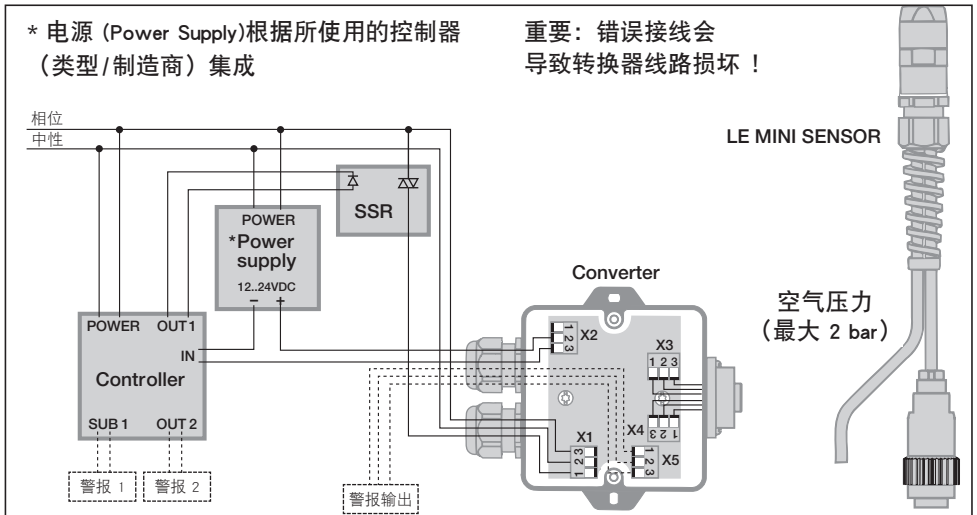 * 电源 (Power Supply)根据所使用的控制器
（类型/制造商）集成
重要：错误接线会
导致转换器线路损坏！
相位
中性
LE MINI SENSOR
SSR
POWER
*Power
supply
12..24VDC
– +
Converter
空气压力
（最大 2 bar）
POWER OUT1
IN
Controller
SUB 1 OUT 2
警报 1 警报 2
警报输出
1
2
3
X2
X3
1 2 3
X4
3 2 1
X1
3
2
1
X5
1
2
3